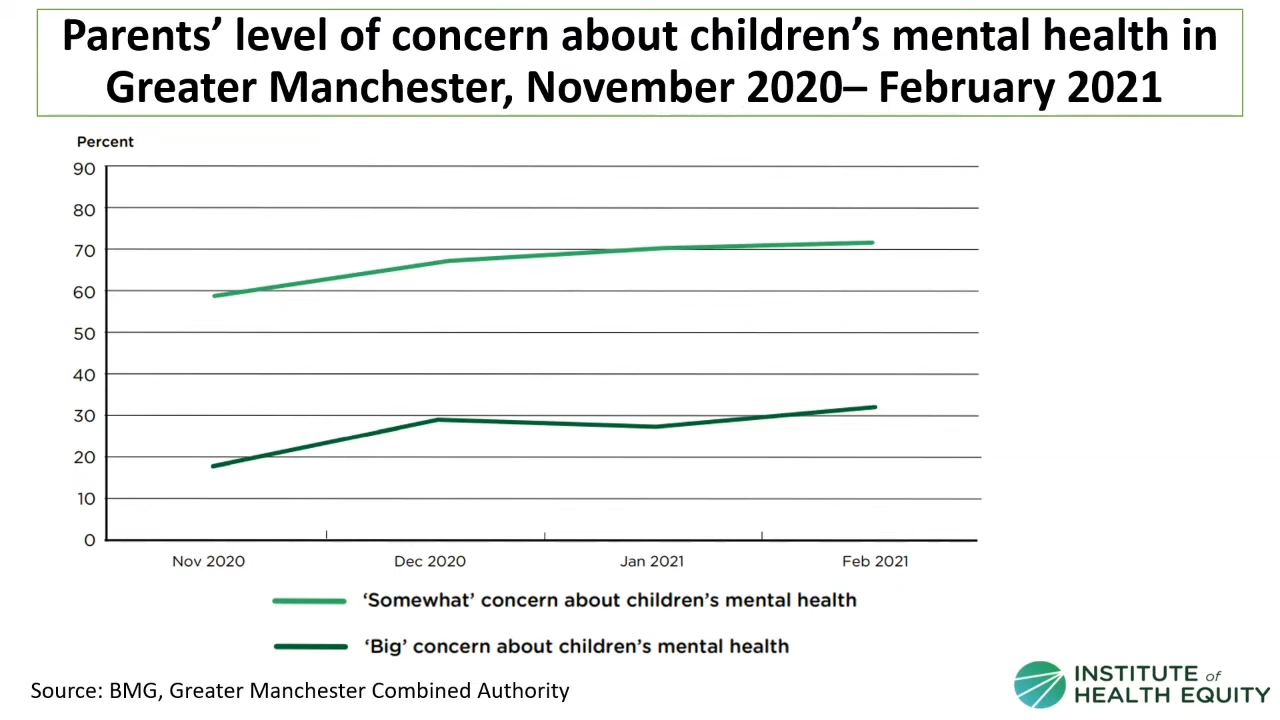 Parents’ level of concern about children’s mental health in
Greater Manchester, November 2020– February 2021
Percent
90
80
70
60
50
40
30
20
10
0
Nov 2020 Dec 2020 Jan 2021 Feb 2021
‘Somewhat’ concern about children’s mental health
‘Big’ concern about children’s mental health
Source: BMG, Greater Manchester Combined Authority
INSTITUTE of
HEALTH EQUITY